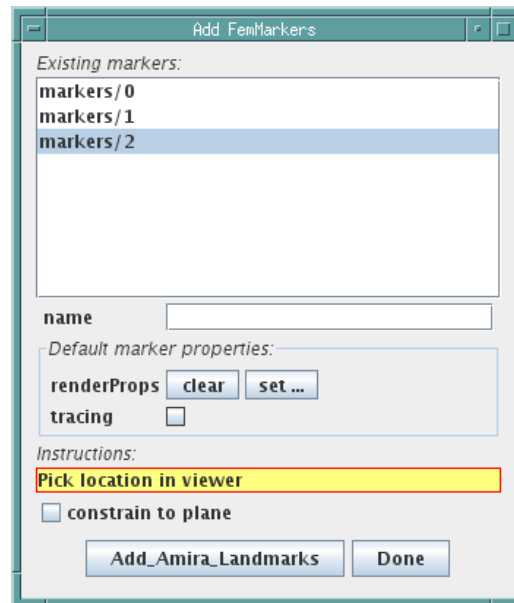 Add FemMarkers
Existing markers:
markers/0
markers/1
markers/2
name
Default marker properties:
renderProps clear set ...
tracing
Instructions:
Pick location in viewer
constrain to plane
Add_Amira_Landmarks Done